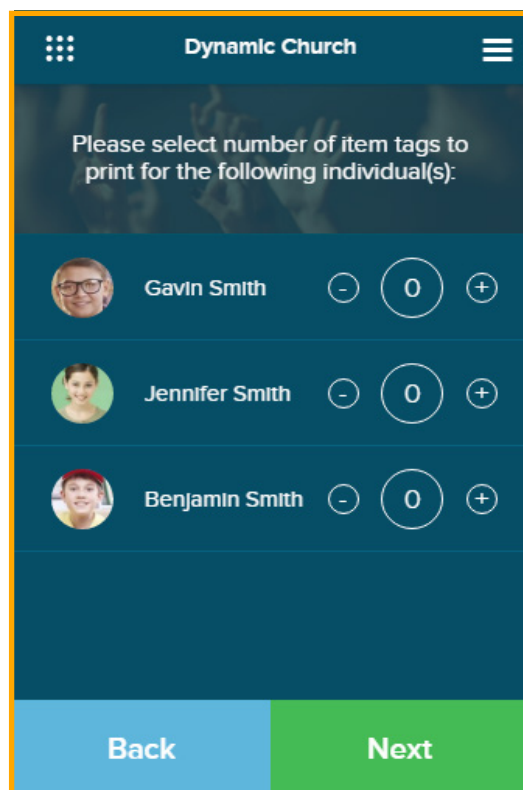 Dynamic Church
Please select number of item tags to
print for the following individual(s):
Gavin Smith - 0 +
Jennifer Smith - 0 +
Benjamin Smith - 0 +
Back Next